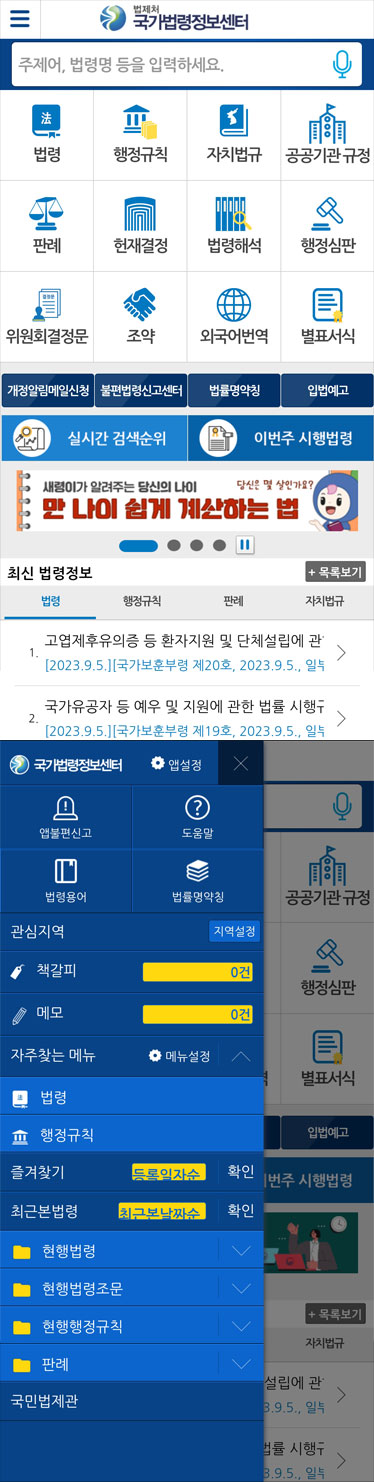 법제처
국가법령정보센터
주제어, 법령명 등을 입력하세요.
법
法
법령 행정규칙 자치법규 공공기관 규정
판례 헌재결정 법령해석 행정심판
위원회결정문 조약 외국어번역 별표서식
개정알림메일신청 불편법령신고센터 법률명약칭 입법예고
실시간 검색순위 이번주 시행법령
새령이가 알려주는 당신의 나이 당신은 몇 살인가요?
만 나이 쉽게 계산하는 법
최신 법령정보 + 목록보기
법령 행정규칙 판례 자치법규
1. 고엽제후유의증 등 환자지원 및 단체설립에 관
[2023.9.5.][국가보훈부령 제20호, 2023.9.5., 일부
2. 국가유공자 등 예우 및 지원에 관한 법률 시행규
[2023.9.5.][국가보훈부령 제19호, 2023.9.5., 일부
국가법령정보센터 앱설정
앱불편신고 도움말
법령용어 법률명약칭
공공기관 규정
관심지역 지역설정
책갈피 0건
행정심판
메모 0건
자주찾는 메뉴 메뉴설정
法
법령
행정규칙
입법예고
즐겨찾기 등록일자순 확인
번주 시행법령
최근본법령 최근본날짜순 확인
현행법령
현행법령조문
+ 목록보기
현행행정규칙
자치법규
판례
설립에 관
국민법제관
3.9.5., 일부
법률 시행규
3.9.5., 일부